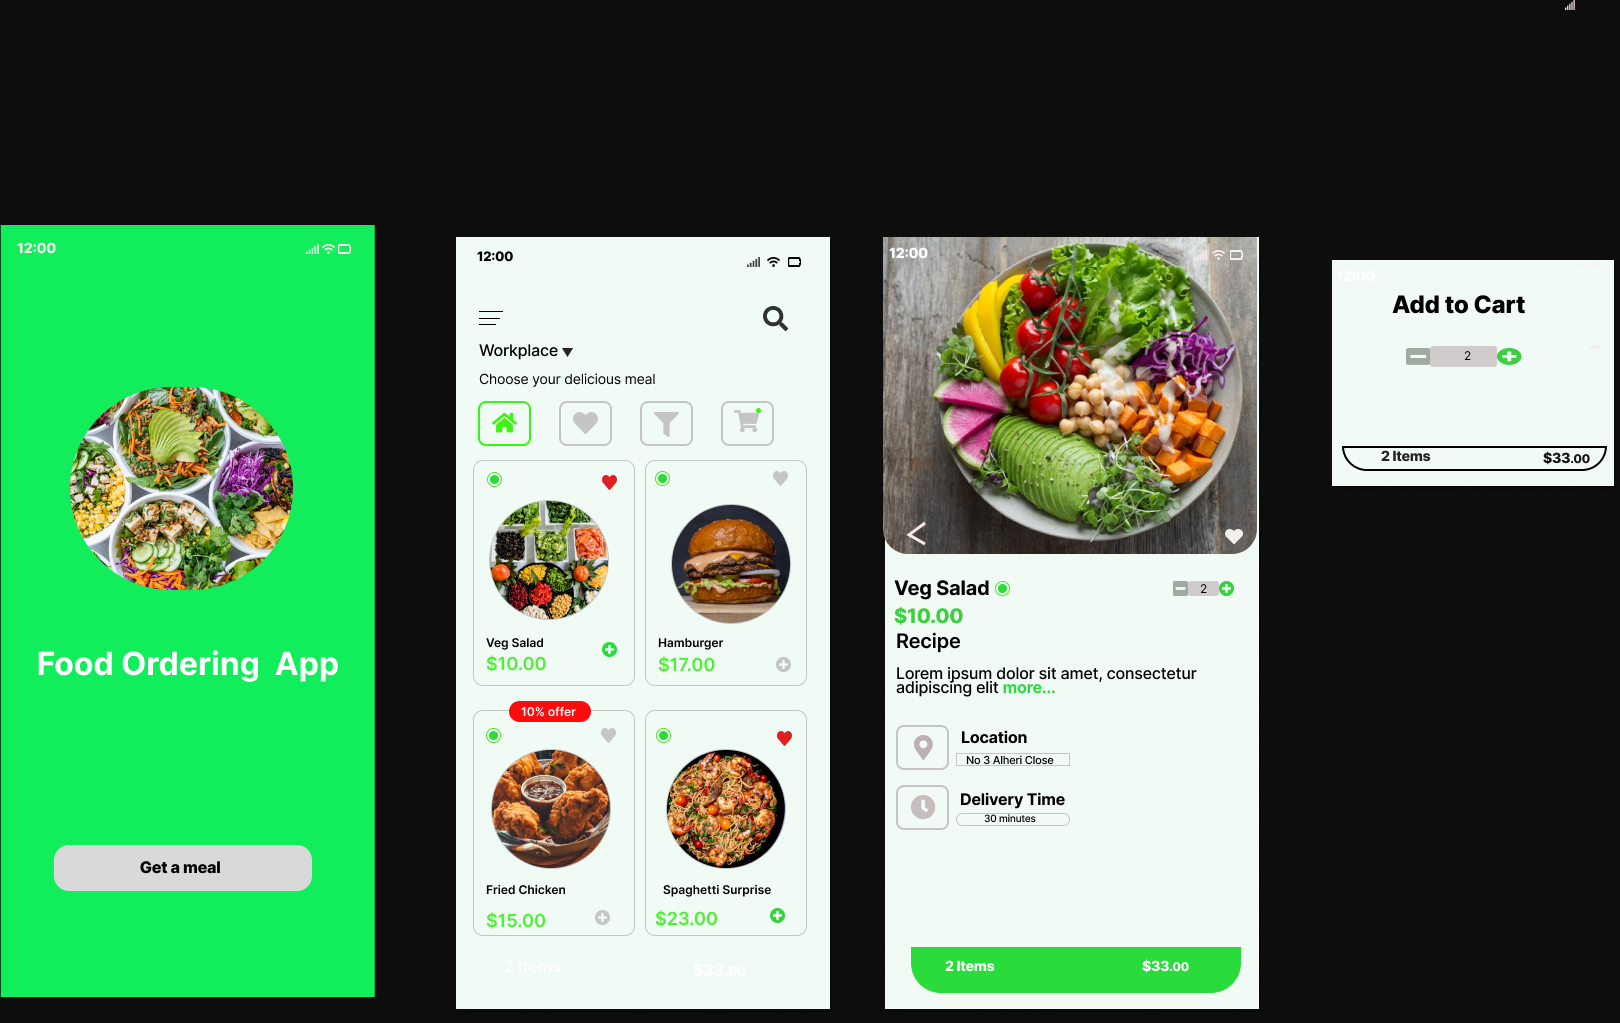 12:00
Food Ordering App
Get a meal
12:00
Workplace
Choose your delicious meal
Veg Salad
$10.00
Hamburger
$17.00
10% offer
Fried Chicken
$15.00
Spaghetti Surprise
$23.00
2 Items
$33.00
12:00
Veg Salad
2
$10.00
Recipe
Lorem ipsum dolor sit amet, consectetur
adipiscing elit more...
Location
No 3 Alheri Close
Delivery Time
30 minutes
2 Items
$33.00
12:00
Add to Cart
2
2 Items
$33.00